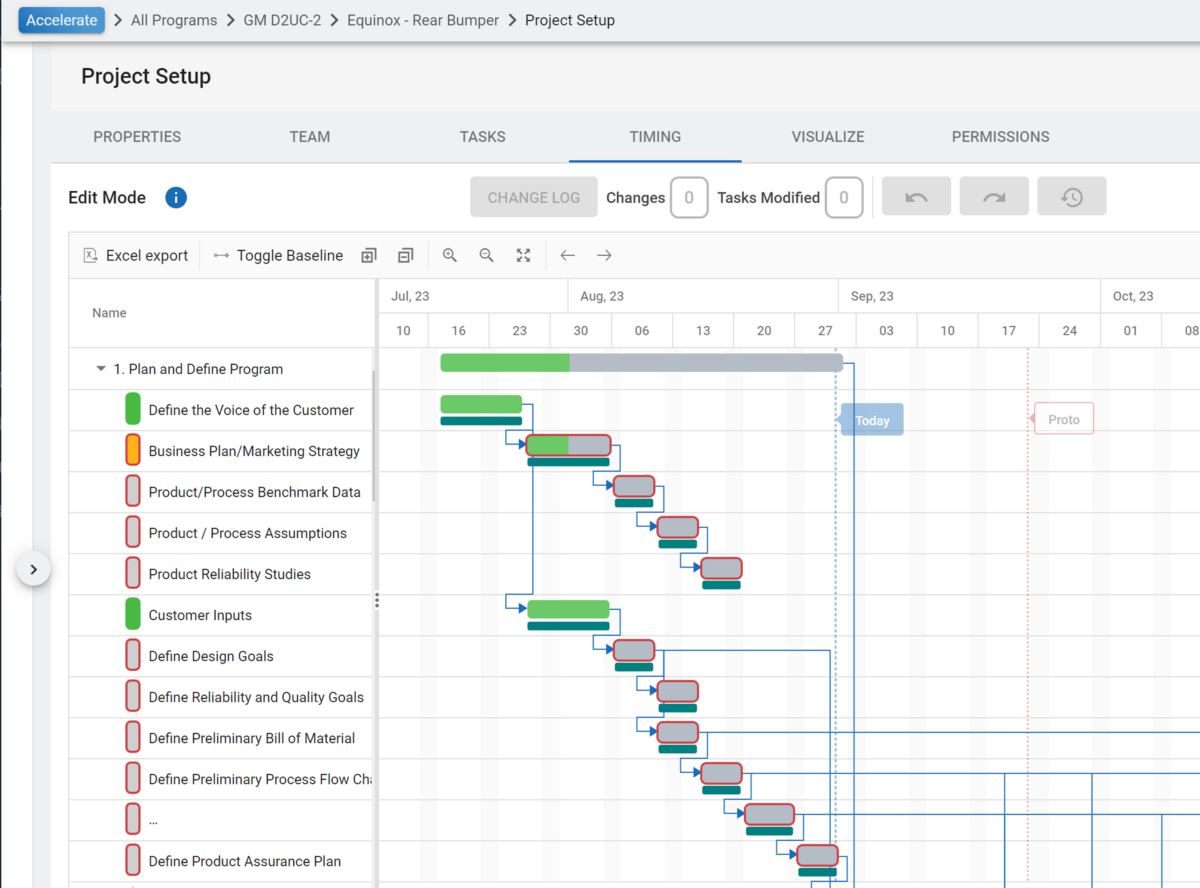 Accelerate > All Programs > GM D2UC-2 > Equinox - Rear Bumper > Project Setup
Project Setup
PROPERTIES TEAM TASKS TIMING VISUALIZE PERMISSIONS
Edit Mode i CHANGE LOG Changes 0 Tasks Modified 0
Excel export Toggle Baseline
Name Jul, 23 Aug, 23 Sep, 23 Oct, 23
10 16 23 30 06 13 20 27 03 10 17 24 01 08
1. Plan and Define Program
Define the Voice of the Customer
Today Proto
Business Plan/Marketing Strategy
Product/Process Benchmark Data
Product / Process Assumptions
Product Reliability Studies
Customer Inputs
Define Design Goals
Define Reliability and Quality Goals
Define Preliminary Bill of Material
Define Preliminary Process Flow Cha
...
Define Product Assurance Plan